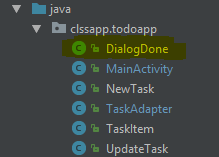 java
clssapp.todoapp
DialogDone
MainActivity
NewTask
TaskAdapter
TaskItem
UpdateTask